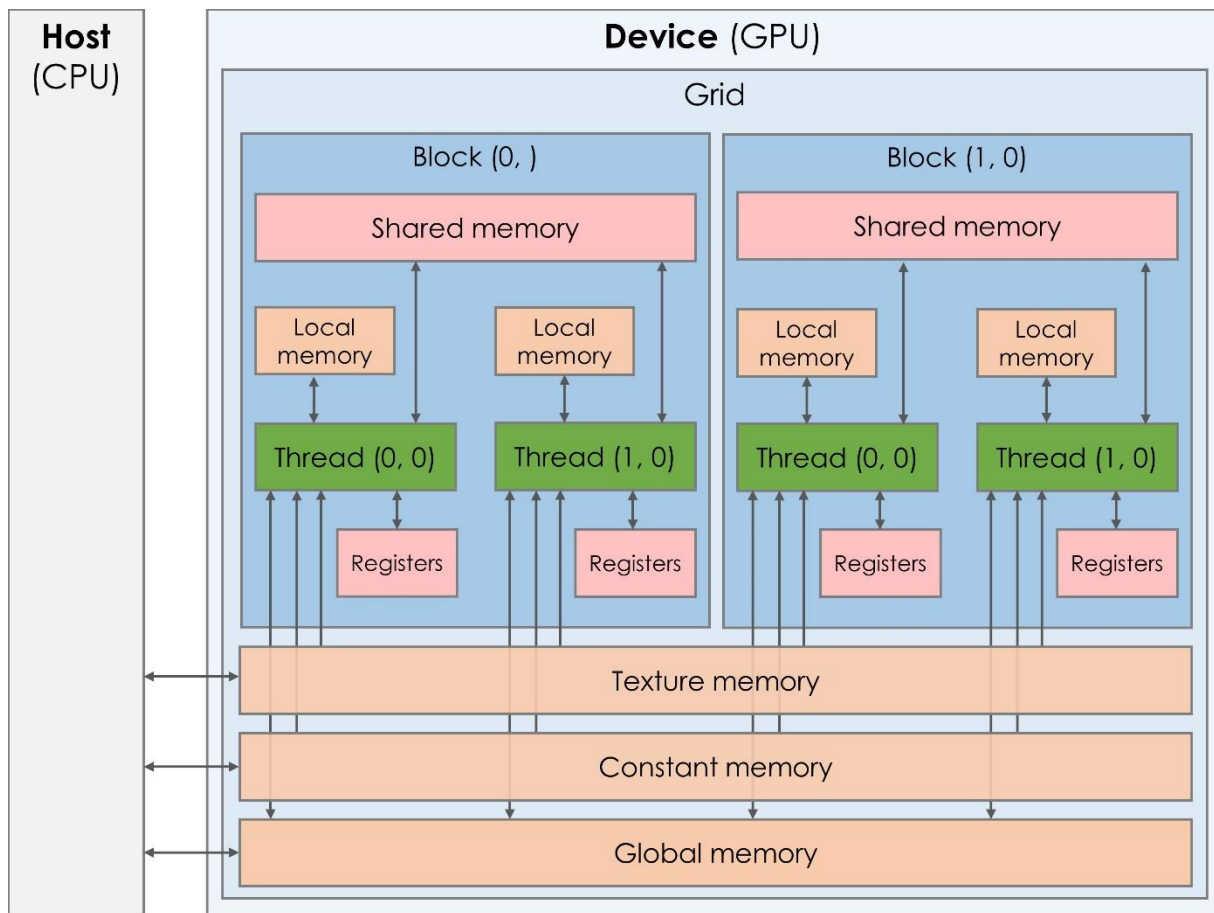 Host
(CPU)
Device (GPU)
Grid
Block (0, )
Shared memory
Local
memory
Local
memory
Thread (0, 0)
Thread (1, 0)
Registers
Registers
Block (1, 0)
Shared memory
Local
memory
Local
memory
Thread (0, 0)
Thread (1, 0)
Registers
Registers
Texture memory
Constant memory
Global memory